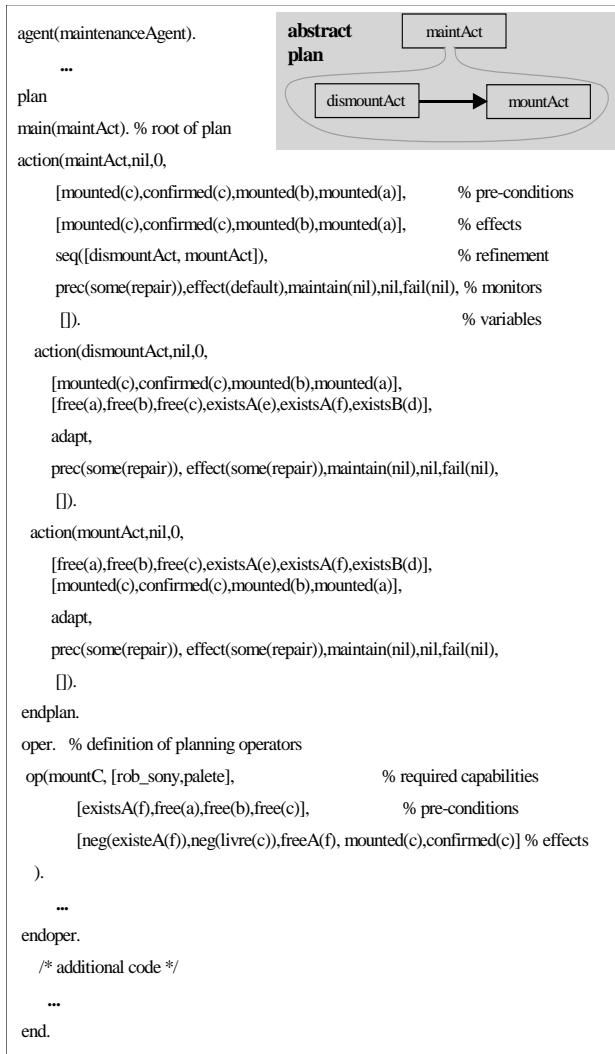 agent(maintenanceAgent).
...
abstract plan
maintAct
dismountAct
mountAct
plan
main(maintAct). % root of plan
action(maintAct,nil,0,
[mounted(c),confirmed(c),mounted(b),mounted(a)], % pre-conditions
[mounted(c),confirmed(c),mounted(b),mounted(a)], % effects
seq([dismountAct, mountAct]), % refinement
prec(some(repair)),effect(default),maintain(nil),nil,fail(nil), % monitors
[]). % variables
action(dismountAct,nil,0,
[mounted(c),confirmed(c),mounted(b),mounted(a)],
[free(a),free(b),free(c),existsA(e),existsA(f),existsB(d)],
adapt,
prec(some(repair)), effect(some(repair)),maintain(nil),nil,fail(nil),
[]).
action(mountAct,nil,0,
[free(a),free(b),free(c),existsA(e),existsA(f),existsB(d)],
[mounted(c),confirmed(c),mounted(b),mounted(a)],
adapt,
prec(some(repair)), effect(some(repair)),maintain(nil),nil,fail(nil),
[]).
endplan.
oper. % definition of planning operators
op(mountC, [rob_sony,palete], % required capabilities
[existsA(f),free(a),free(b),free(c)], % pre-conditions
[neg(existeA(f)),neg(livre(c)),freeA(f), mounted(c),confirmed(c)] % effects
).
...
endoper.
/* additional code */
...
end.